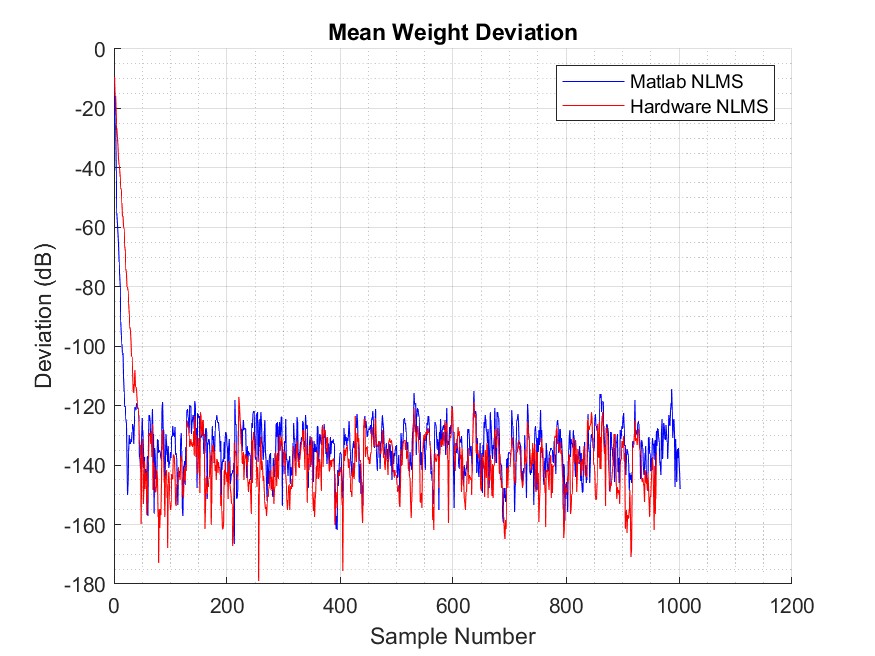 Mean Weight Deviation
Matlab NLMS
Hardware NLMS
Deviation (dB)
0
-20
-40
-60
-80
-100
-120
-140
-160
-180
0 200 400 600 800 1000 1200
Sample Number